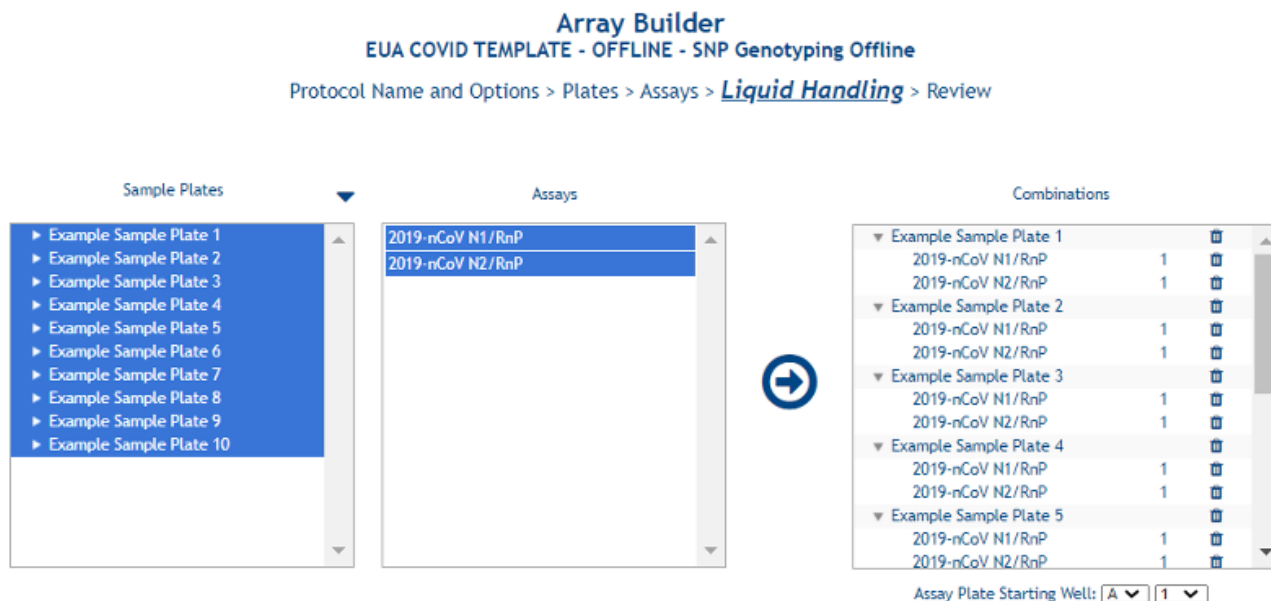 Array Builder
EUA COVID TEMPLATE - OFFLINE - SNP Genotyping Offline
Protocol Name and Options > Plates > Assays > Liquid Handling > Review
Sample Plates
Example Sample Plate 1
Example Sample Plate 2
Example Sample Plate 3
Example Sample Plate 4
Example Sample Plate 5
Example Sample Plate 6
Example Sample Plate 7
Example Sample Plate 8
Example Sample Plate 9
Example Sample Plate 10
Assays
2019-nCoV N1/RnP
2019-nCoV N2/RnP
Combinations
Example Sample Plate 1
2019-nCoV N1/RnP 1
2019-nCoV N2/RnP 1
Example Sample Plate 2
2019-nCoV N1/RnP 1
2019-nCoV N2/RnP 1
Example Sample Plate 3
2019-nCoV N1/RnP 1
2019-nCoV N2/RnP 1
Example Sample Plate 4
2019-nCoV N1/RnP 1
2019-nCoV N2/RnP 1
Example Sample Plate 5
2019-nCoV N1/RnP 1
2019-nCoV N2/RnP 1
Assay Plate Starting Well: A 1